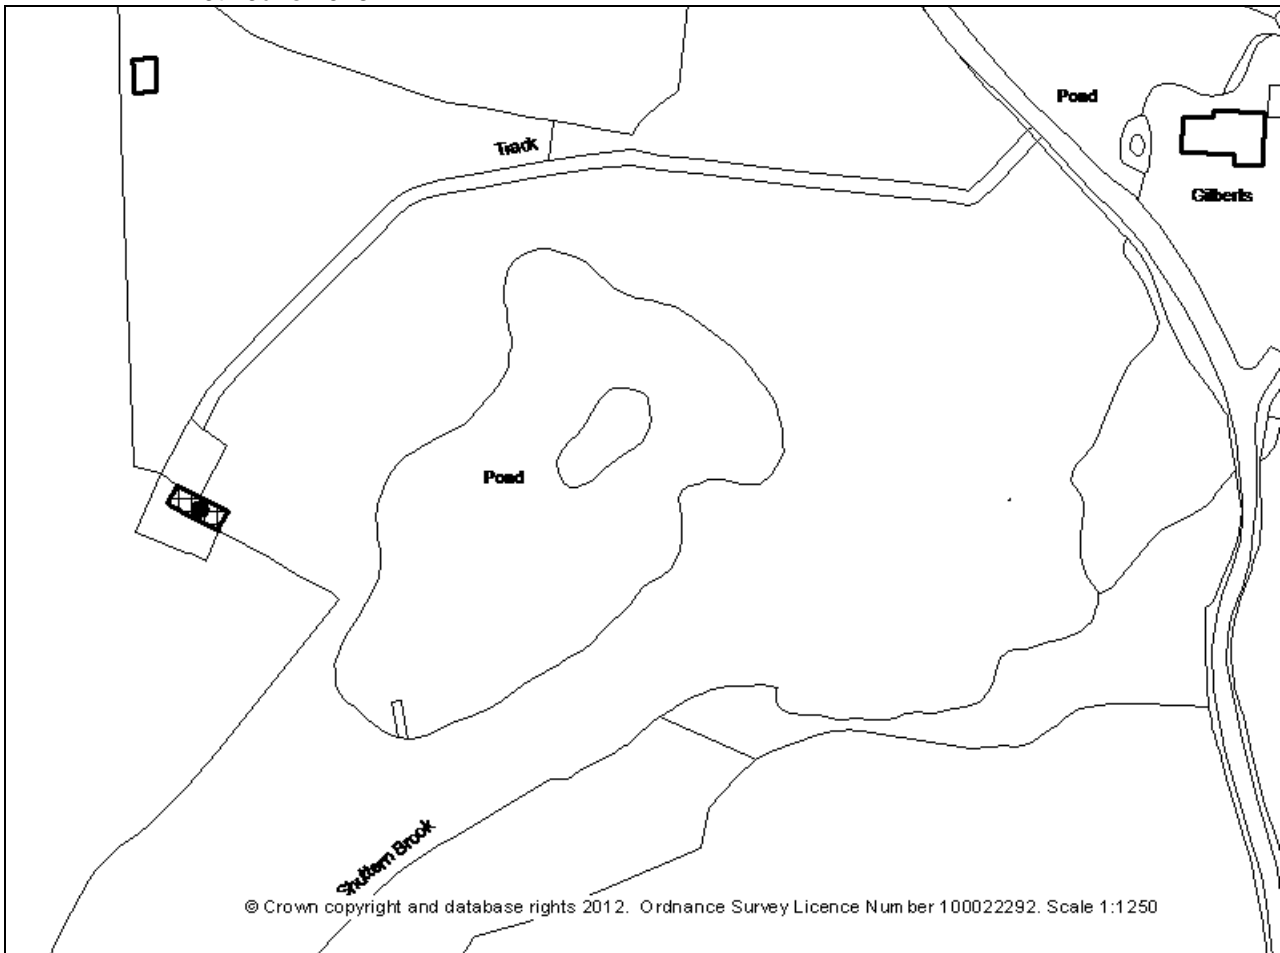 Pond
Track
Gilberts
Pond
Shuttern Brook
© Crown copyright and database rights 2012. Ordnance Survey Licence Number 100022292. Scale 1:1250